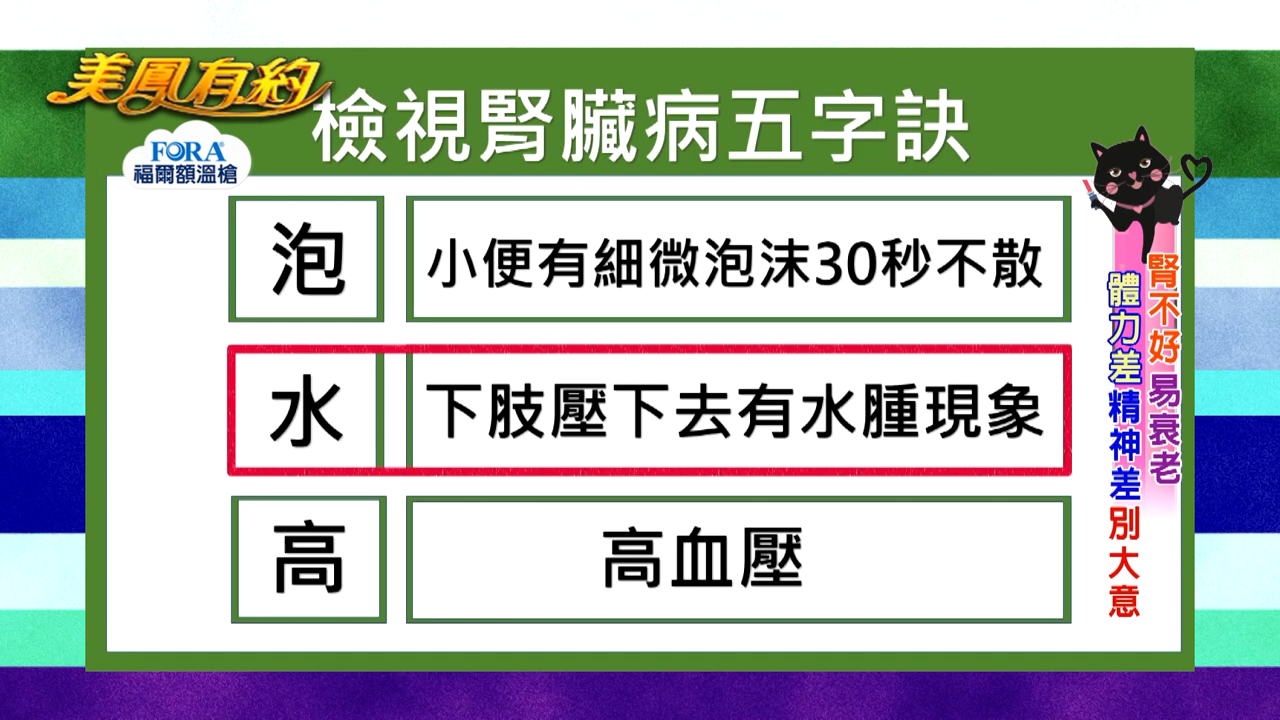 美鳳有約
檢視腎臟病五字訣
FORA
福爾額溫槍
泡
小便有細微泡沫30秒不散
水
下肢壓下去有水腫現象
高
高血壓
腎不好易衰老
體力差精神差別大意